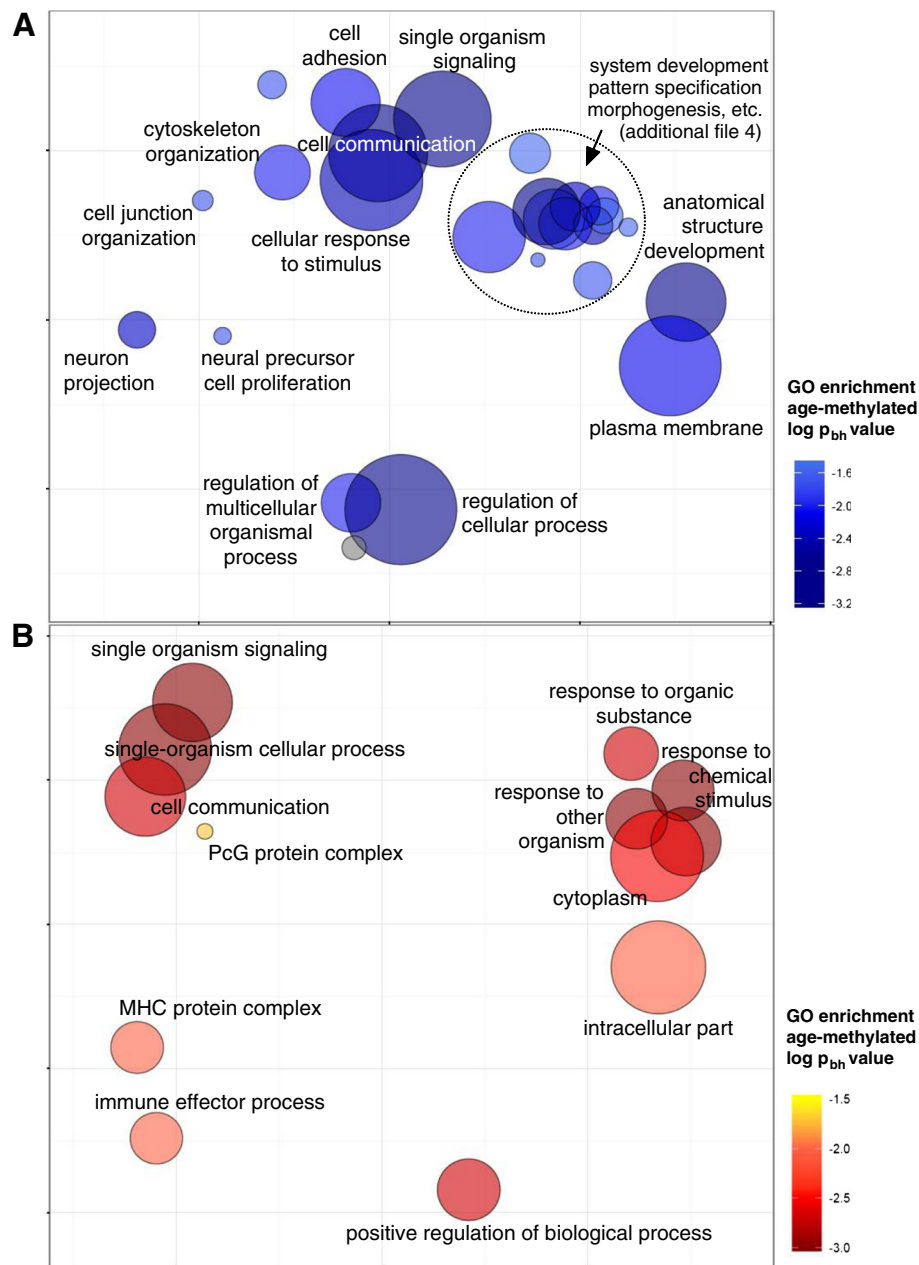 A
cell
adhesion
single organism
signaling
system development
pattern specification
morphogenesis, etc.
(additional file 4)
cytoskeleton
organization
cell communication
cell junction
organization
cellular response
to stimulus
anatomical
structure
development
neuron
projection
neural precursor
cell proliferation
plasma membrane
regulation of
multicellular
organismal
process
regulation of
cellular process
GO enrichment
age-methylated
log pbh value
-1.6
-2.0
-2.4
-2.8
-3.2
B
single organism signaling
single-organism cellular process
cell communication
PcG protein complex
response to organic
substance
response to
chemical
stimulus
response to
other
organism
cytoplasm
intracellular part
MHC protein complex
immune effector process
positive regulation of biological process
GO enrichment
age-methylated
log pbh value
-1.5
-2.0
-2.5
-3.0